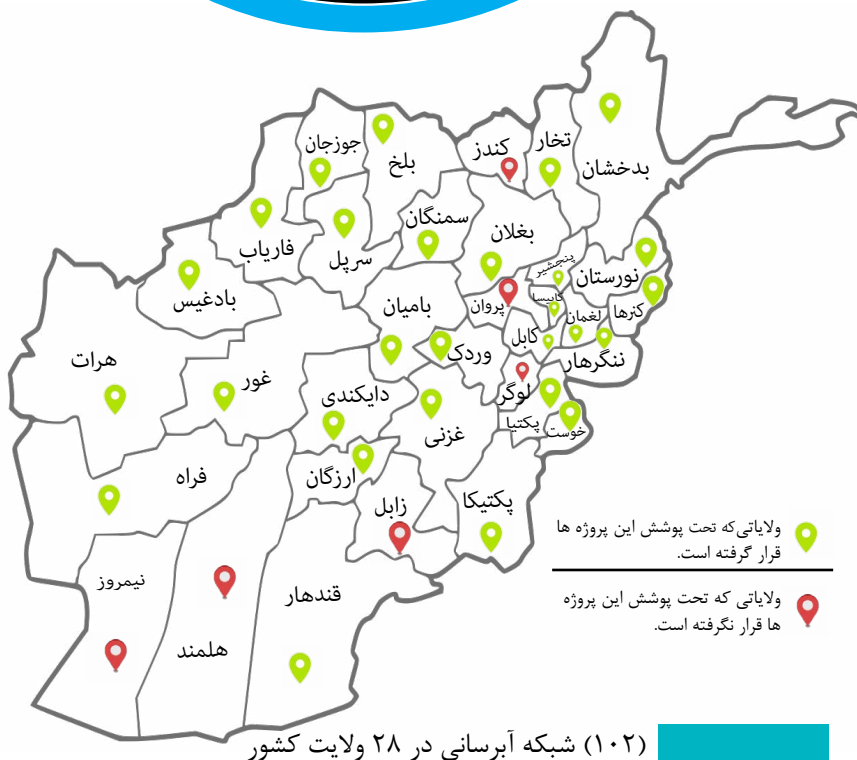 بدخشان
تخار
کندز
بلخ
جوزجان
سمنگان
بغلان
فاریاب
سرپل
پنجشیر
نورستان
بادغیس
بامیان
پروان
کاپیسا
لغمان
کنرها
کابل
وردک
ننگرهار
هرات
غور
دایکندی
لوگر
غزنی
پکتیا
خوست
فراه
ارزگان
زابل
پکتیکا
نیمروز
هلمند
قندهار
ولایاتی‌که تحت پوشش این پروژه ها
قرار گرفته است.
ولایاتی که تحت پوشش این پروژه
ها قرار نگرفته است.
(۱۰۲) شبکه آبرسانی در ۲۸ ولایت کشور